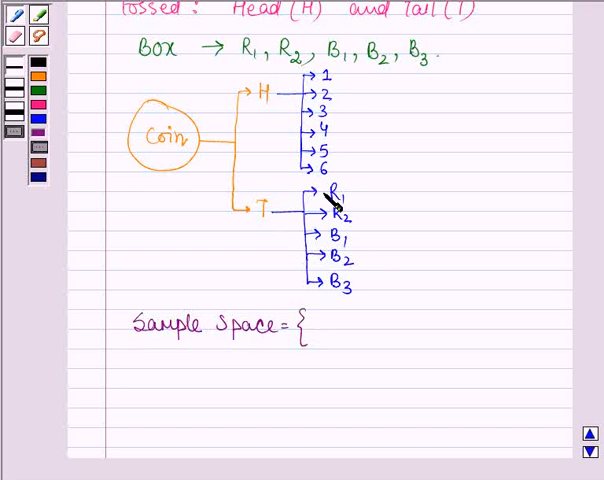 Tossed: Head (H) and Tail (T)
Box → R1, R2, B1, B2, B3.
Coin
H
1
2
3
4
5
6
T
R1
R2
B1
B2
B3
Sample Space = {